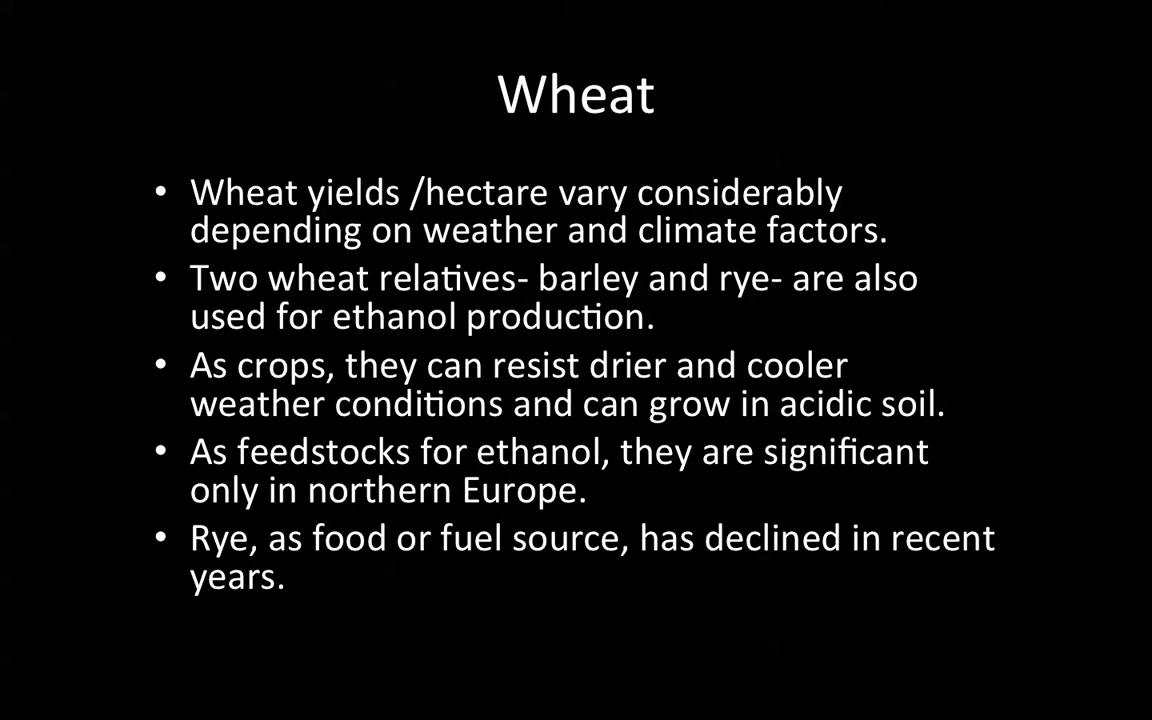 Wheat
• Wheat yields /hectare vary considerably
depending on weather and climate factors.
• Two wheat relatives- barley and rye- are also
used for ethanol production.
• As crops, they can resist drier and cooler
weather conditions and can grow in acidic soil.
• As feedstocks for ethanol, they are significant
only in northern Europe.
• Rye, as food or fuel source, has declined in recent
years.